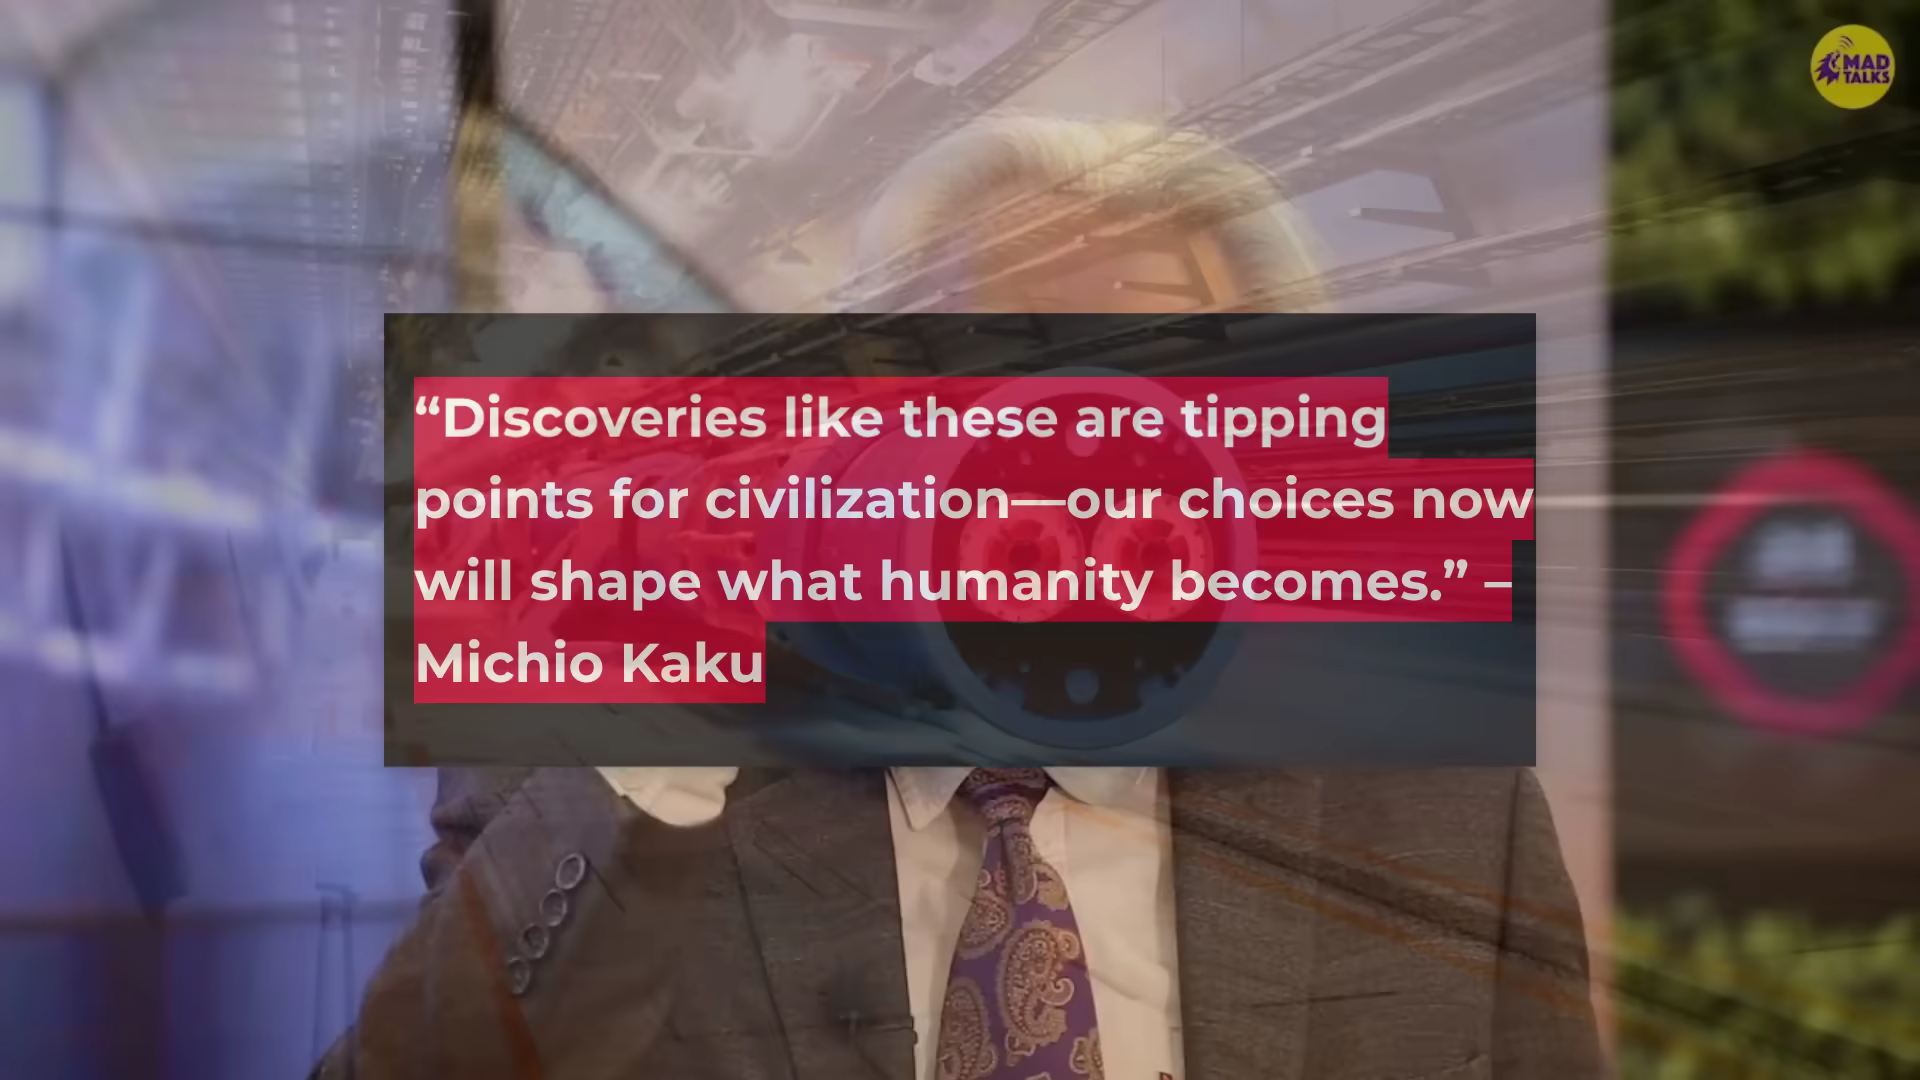 MAD
TALKS
“Discoveries like these are tipping
points for civilization—our choices now
will shape what humanity becomes.” –
Michio Kaku